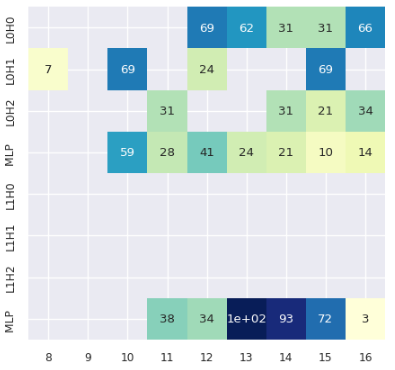 L0H0 69 62 31 31 66
L0H1 7 69 24 69
L0H2 31 31 21 34
MLP 59 28 41 24 21 10 14
L1H0
L1H1
L1H2
MLP 38 34 1e+02 93 72 3
8 9 10 11 12 13 14 15 16